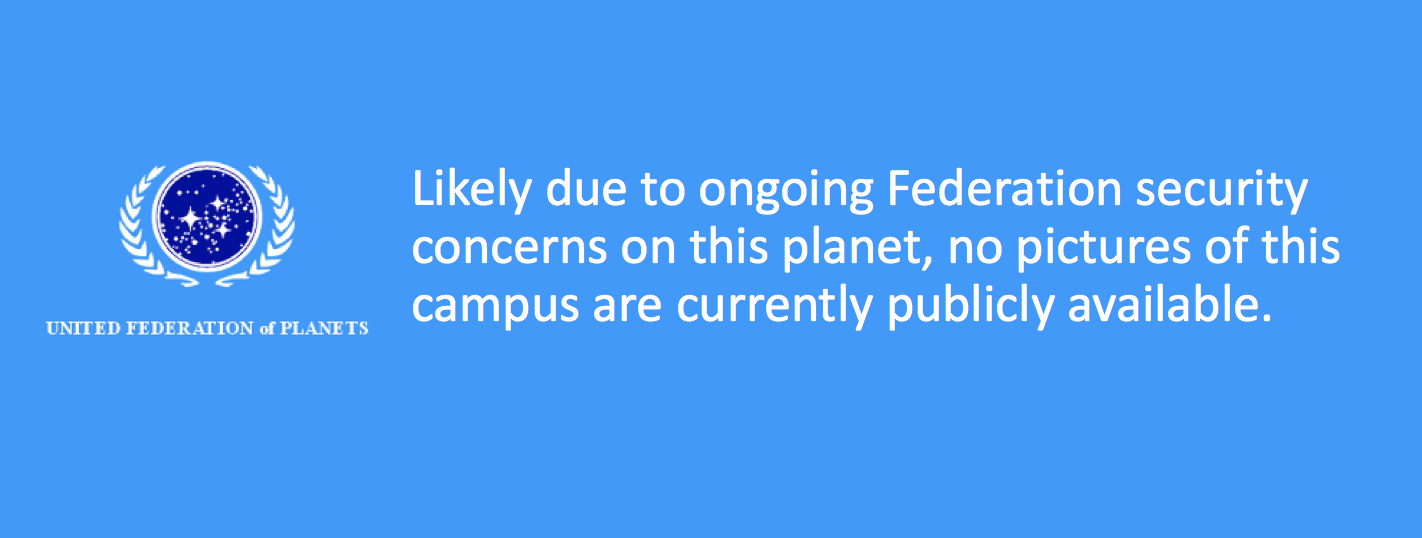 Likely due to ongoing Federation security
concerns on this planet, no pictures of this
campus are currently publicly available.
UNITED FEDERATION of PLANETS